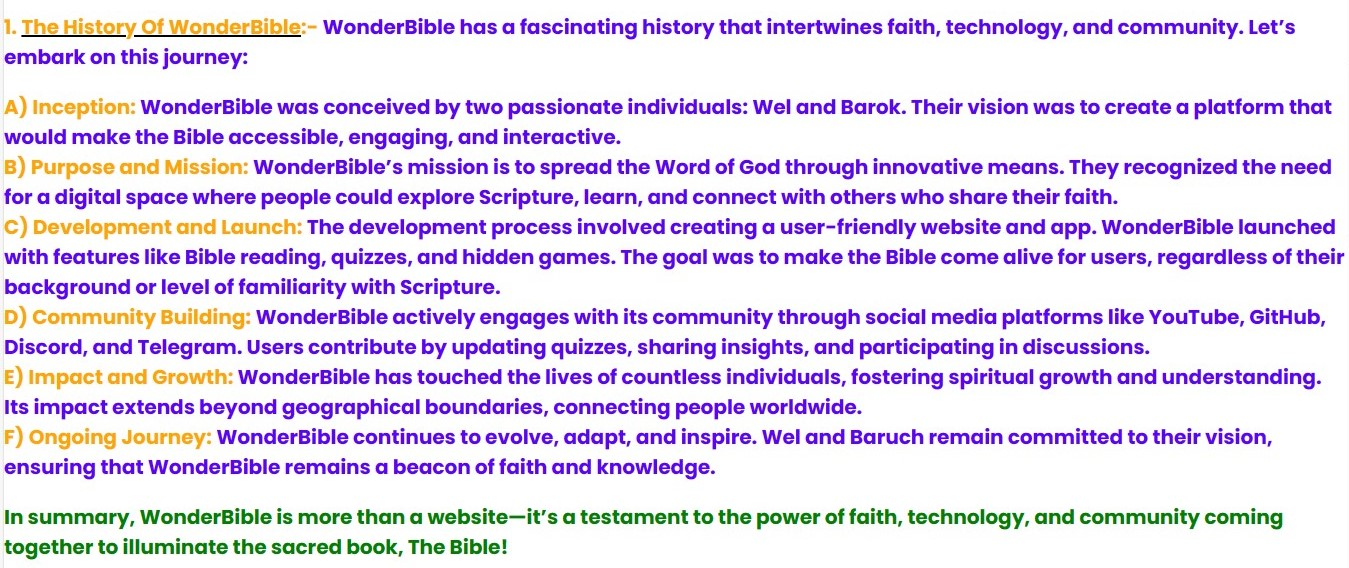 1. The History Of WonderBible:- WonderBible has a fascinating history that intertwines faith, technology, and community. Let’s
embark on this journey:
A) Inception: WonderBible was conceived by two passionate individuals: Wel and Barok. Their vision was to create a platform that
would make the Bible accessible, engaging, and interactive.
B) Purpose and Mission: WonderBible’s mission is to spread the Word of God through innovative means. They recognized the need
for a digital space where people could explore Scripture, learn, and connect with others who share their faith.
C) Development and Launch: The development process involved creating a user-friendly website and app. WonderBible launched
with features like Bible reading, quizzes, and hidden games. The goal was to make the Bible come alive for users, regardless of their
background or level of familiarity with Scripture.
D) Community Building: WonderBible actively engages with its community through social media platforms like YouTube, GitHub,
Discord, and Telegram. Users contribute by updating quizzes, sharing insights, and participating in discussions.
E) Impact and Growth: WonderBible has touched the lives of countless individuals, fostering spiritual growth and understanding.
Its impact extends beyond geographical boundaries, connecting people worldwide.
F) Ongoing Journey: WonderBible continues to evolve, adapt, and inspire. Wel and Baruch remain committed to their vision,
ensuring that WonderBible remains a beacon of faith and knowledge.
In summary, WonderBible is more than a website—it’s a testament to the power of faith, technology, and community coming
together to illuminate the sacred book, The Bible!